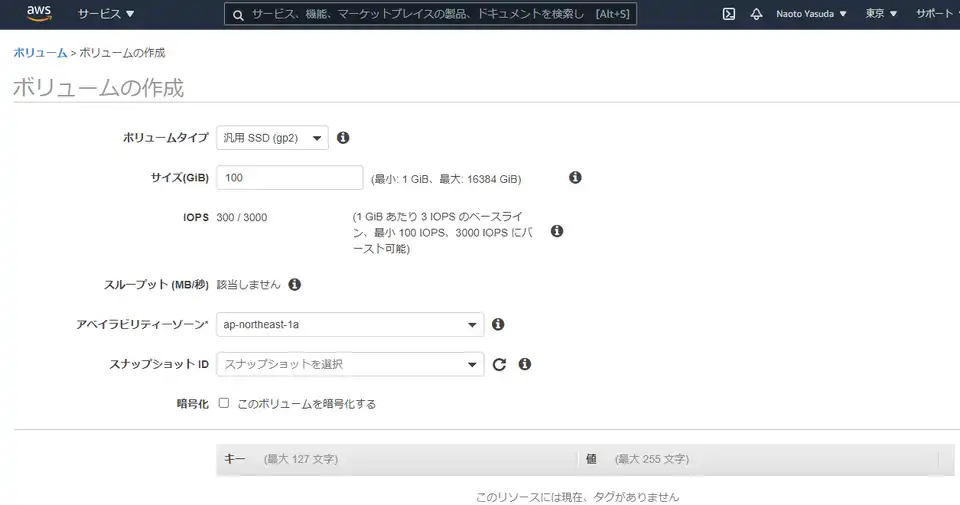 aws サービス ▼ サービス、機能、マーケットプレイスの製品、ドキュメントを検索し [Alt+S] Naoto Yasuda ▼ 東京 ▼ サポート
ボリューム > ボリュームの作成
ボリュームの作成
ボリュームタイプ 汎用 SSD (gp2)
サイズ(GiB) 100 (最小: 1 GiB、最大: 16384 GiB)
IOPS 300 / 3000 (1 GiB あたり 3 IOPS のベースライ
ン、最小 100 IOPS、3000 IOPS にバ
ースト可能)
スループット (MB/秒) 該当しません
アベイラビリティーゾーン* ap-northeast-1a
スナップショット ID スナップショットを選択
暗号化 このボリュームを暗号化する
キー (最大 127 文字) 値 (最大 255 文字)
このリソースには現在、タグがありません